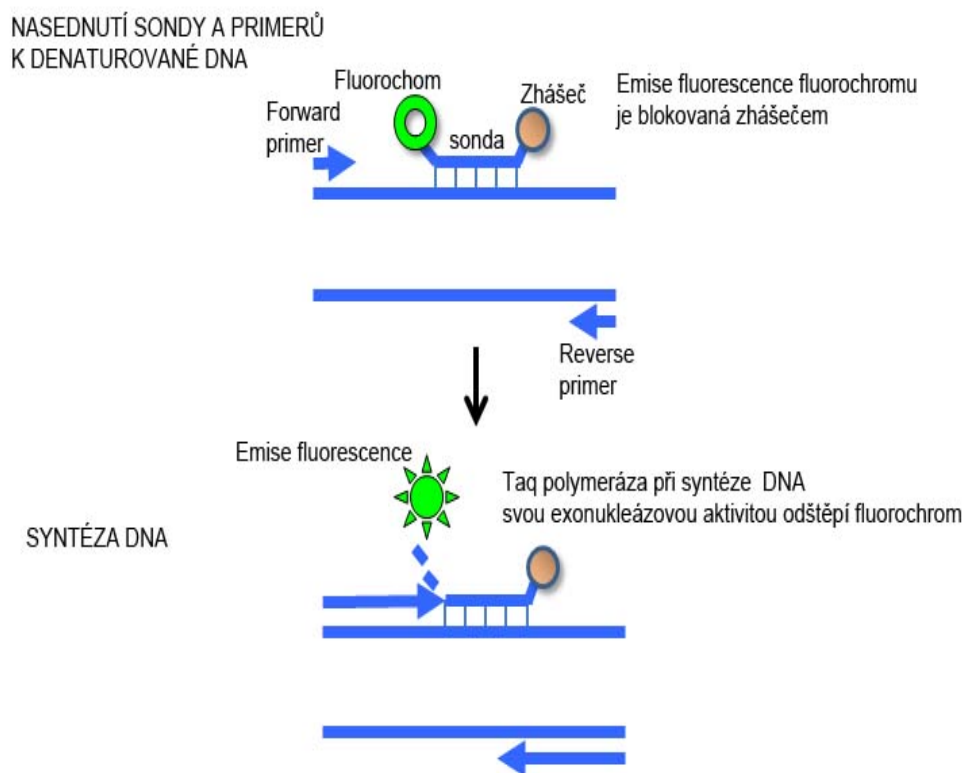 NASEDNUTÍ SONDY A PRIMERŮ
K DENATUROVANÉ DNA
Fluorochom
Zhášeč
Emise fluorescence fluorochromu
je blokovaná zhášečem
Forward
primer
sonda
Reverse
primer
Emise fluorescence
Taq polymeráza při syntéze DNA
svou exonukleázovou aktivitou odštěpí fluorochrom
SYNTÉZA DNA